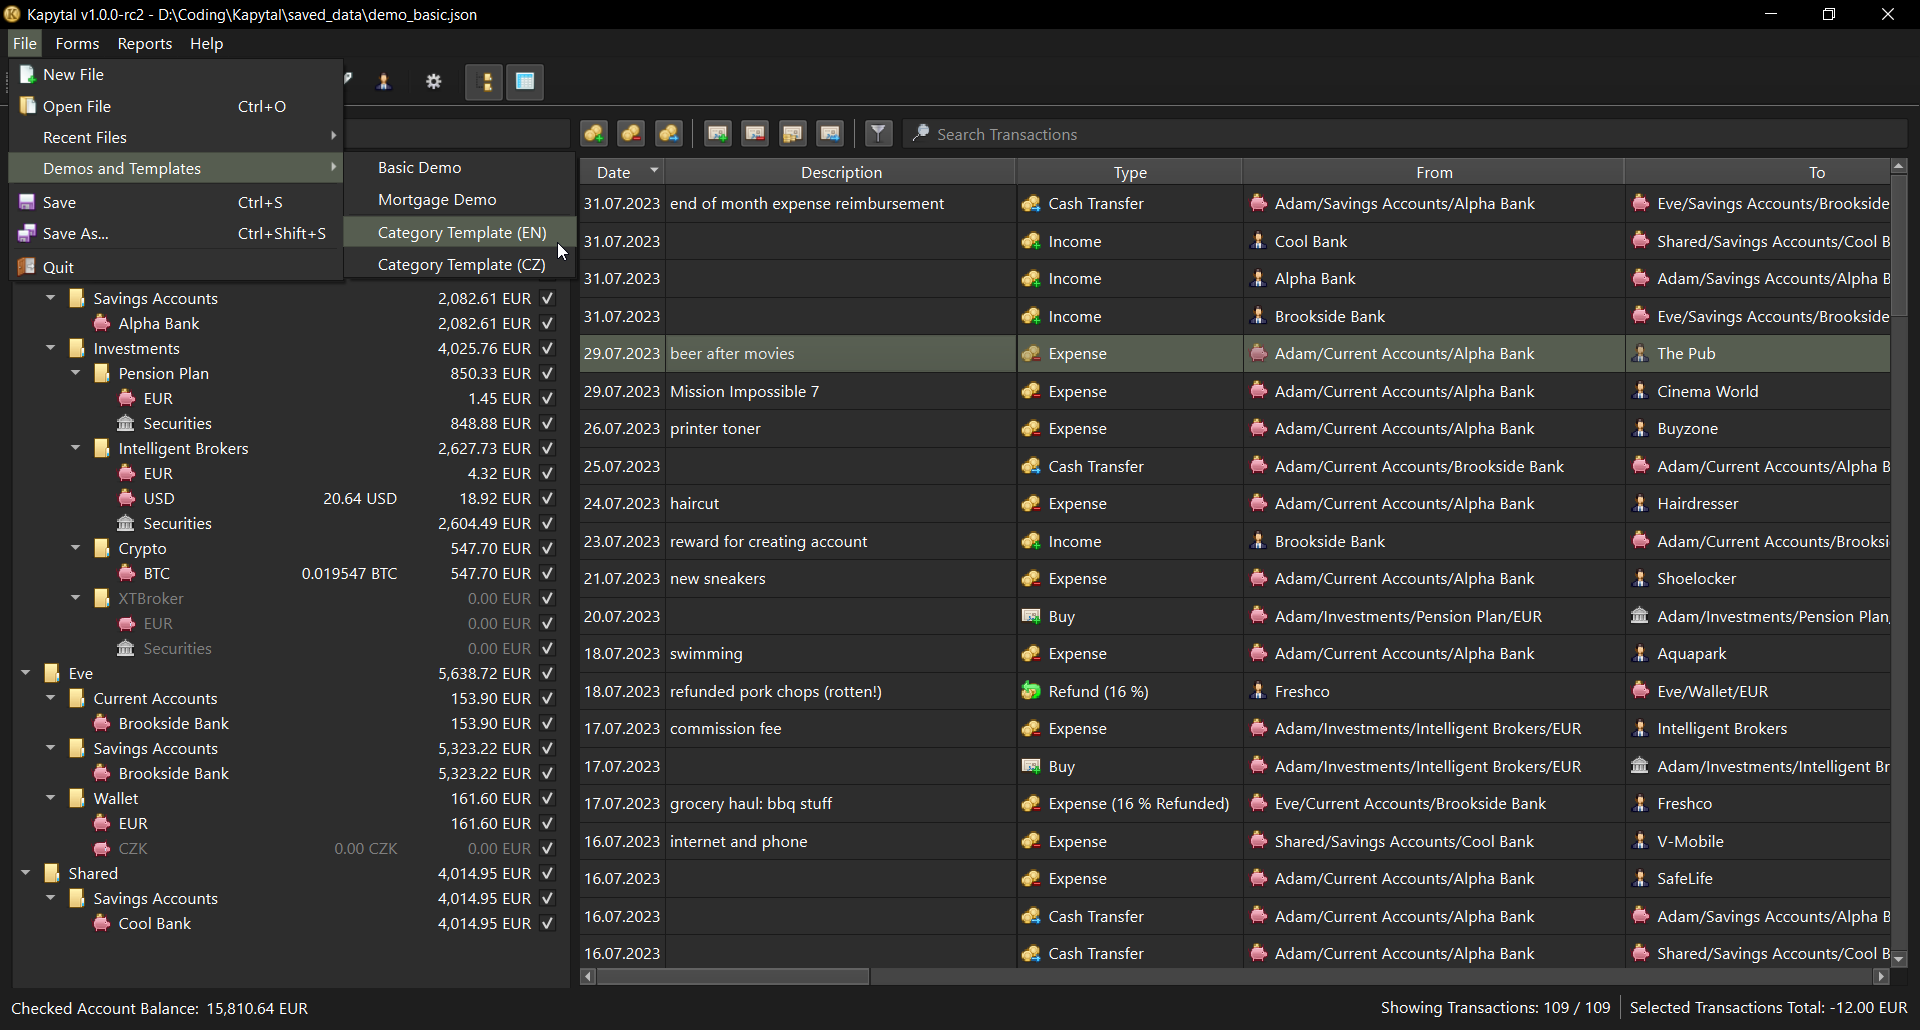 Kapytal v1.0.0-rc2 - D:\Coding\Kapytal\saved_data\demo_basic.json
File Forms Reports Help
New File
Open File Ctrl+O
Recent Files
Demos and Templates
Save Ctrl+S
Save As... Ctrl+Shift+S
Quit
Basic Demo
Mortgage Demo
Category Template (EN)
Category Template (CZ)
Savings Accounts 2,082.61 EUR
Alpha Bank 2,082.61 EUR
Investments 4,025.76 EUR
Pension Plan 850.33 EUR
EUR 1.45 EUR
Securities 848.88 EUR
Intelligent Brokers 2,627.73 EUR
EUR 4.32 EUR
USD 20.64 USD 18.92 EUR
Securities 2,604.49 EUR
Crypto 547.70 EUR
BTC 0.019547 BTC 547.70 EUR
XTBroker 0.00 EUR
EUR 0.00 EUR
Securities 0.00 EUR
Eve 5,638.72 EUR
Current Accounts 153.90 EUR
Brookside Bank 153.90 EUR
Savings Accounts 5,323.22 EUR
Brookside Bank 5,323.22 EUR
Wallet 161.60 EUR
EUR 161.60 EUR
CZK 0.00 CZK 0.00 EUR
Shared 4,014.95 EUR
Savings Accounts 4,014.95 EUR
Cool Bank 4,014.95 EUR
Search Transactions
Date Description Type From To
31.07.2023 end of month expense reimbursement Cash Transfer Adam/Savings Accounts/Alpha Bank Eve/Savings Accounts/Brookside
31.07.2023 Income Cool Bank Shared/Savings Accounts/Cool B
31.07.2023 Income Alpha Bank Adam/Savings Accounts/Alpha B
31.07.2023 Income Brookside Bank Eve/Savings Accounts/Brookside
29.07.2023 beer after movies Expense Adam/Current Accounts/Alpha Bank The Pub
29.07.2023 Mission Impossible 7 Expense Adam/Current Accounts/Alpha Bank Cinema World
26.07.2023 printer toner Expense Adam/Current Accounts/Alpha Bank Buyzone
25.07.2023 Cash Transfer Adam/Current Accounts/Brookside Bank Adam/Current Accounts/Alpha B
24.07.2023 haircut Expense Adam/Current Accounts/Alpha Bank Hairdresser
23.07.2023 reward for creating account Income Brookside Bank Adam/Current Accounts/Brooksi
21.07.2023 new sneakers Expense Adam/Current Accounts/Alpha Bank Shoelocker
20.07.2023 Buy Adam/Investments/Pension Plan/EUR Adam/Investments/Pension Plan,
18.07.2023 swimming Expense Adam/Current Accounts/Alpha Bank Aquapark
18.07.2023 refunded pork chops (rotten!) Refund (16 %) Freshco Eve/Wallet/EUR
17.07.2023 commission fee Expense Adam/Investments/Intelligent Brokers/EUR Intelligent Brokers
17.07.2023 Buy Adam/Investments/Intelligent Brokers/EUR Adam/Investments/Intelligent Br
17.07.2023 grocery haul: bbq stuff Expense (16 % Refunded) Eve/Current Accounts/Brookside Bank Freshco
16.07.2023 internet and phone Expense Shared/Savings Accounts/Cool Bank V-Mobile
16.07.2023 Expense Adam/Current Accounts/Alpha Bank SafeLife
16.07.2023 Cash Transfer Adam/Current Accounts/Alpha Bank Adam/Savings Accounts/Alpha B
16.07.2023 Cash Transfer Adam/Current Accounts/Alpha Bank Shared/Savings Accounts/Cool B
Checked Account Balance: 15,810.64 EUR
Showing Transactions: 109 / 109 Selected Transactions Total: -12.00 EUR